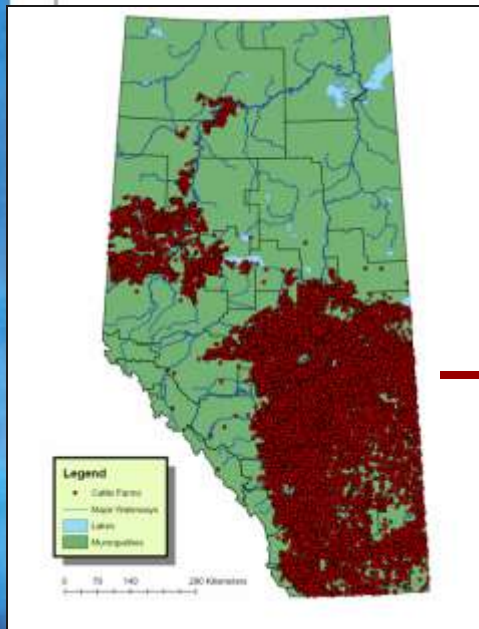 Legend
Cattle Farms
Major Waterways
Lakes
Municipalities
0 70 140 280 Kilometers